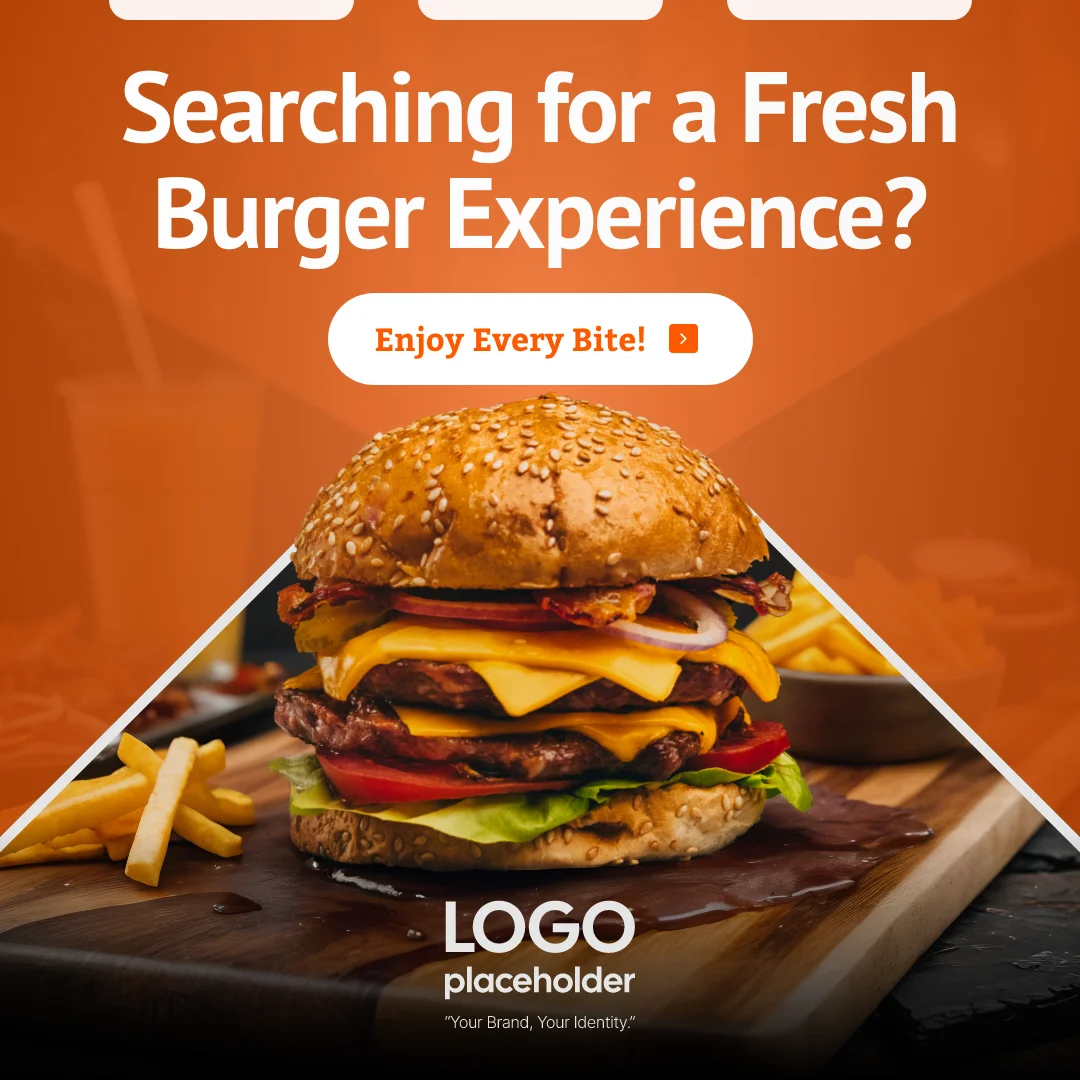 Searching for a Fresh
Burger Experience?
Enjoy Every Bite!
LOGO
placeholder
“Your Brand, Your Identity.”